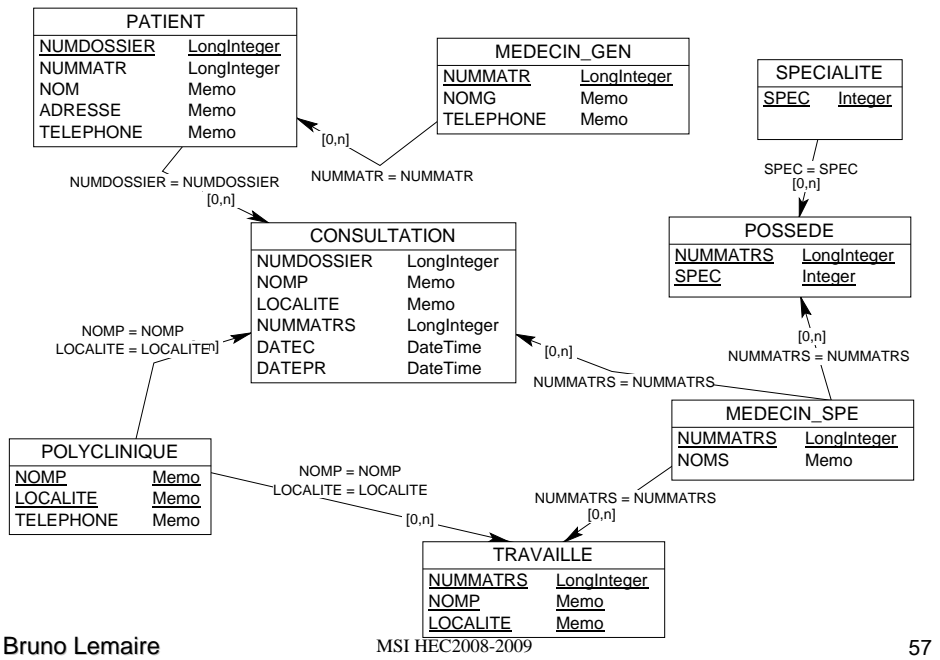 PATIENT
NUMDOSSIER LongInteger
NUMMATR LongInteger
NOM Memo
ADRESSE Memo
TELEPHONE Memo
MEDECIN_GEN
NUMMATR LongInteger
NOMG Memo
TELEPHONE Memo
SPECIALITE
SPEC Integer
[0,n]
NUMMATR = NUMMATR
NUMDOSSIER = NUMDOSSIER
[0,n]
SPEC = SPEC
[0,n]
CONSULTATION
NUMDOSSIER LongInteger
NOMP Memo
LOCALITE Memo
NUMMATRS LongInteger
DATEC DateTime
DATEPR DateTime
POSSEDE
NUMMATRS LongInteger
SPEC Integer
NOMP = NOMP
LOCALITE = LOCALITE
[0,n]
NUMMATRS = NUMMATRS
[0,n]
NUMMATRS = NUMMATRS
MEDECIN_SPE
NUMMATRS LongInteger
NOMS Memo
POLYCLINIQUE
NOMP Memo
LOCALITE Memo
TELEPHONE Memo
NOMP = NOMP
LOCALITE = LOCALITE
[0,n]
NUMMATRS = NUMMATRS
[0,n]
TRAVAILLE
NUMMATRS LongInteger
NOMP Memo
LOCALITE Memo
Bruno Lemaire
MSI HEC2008-2009
57